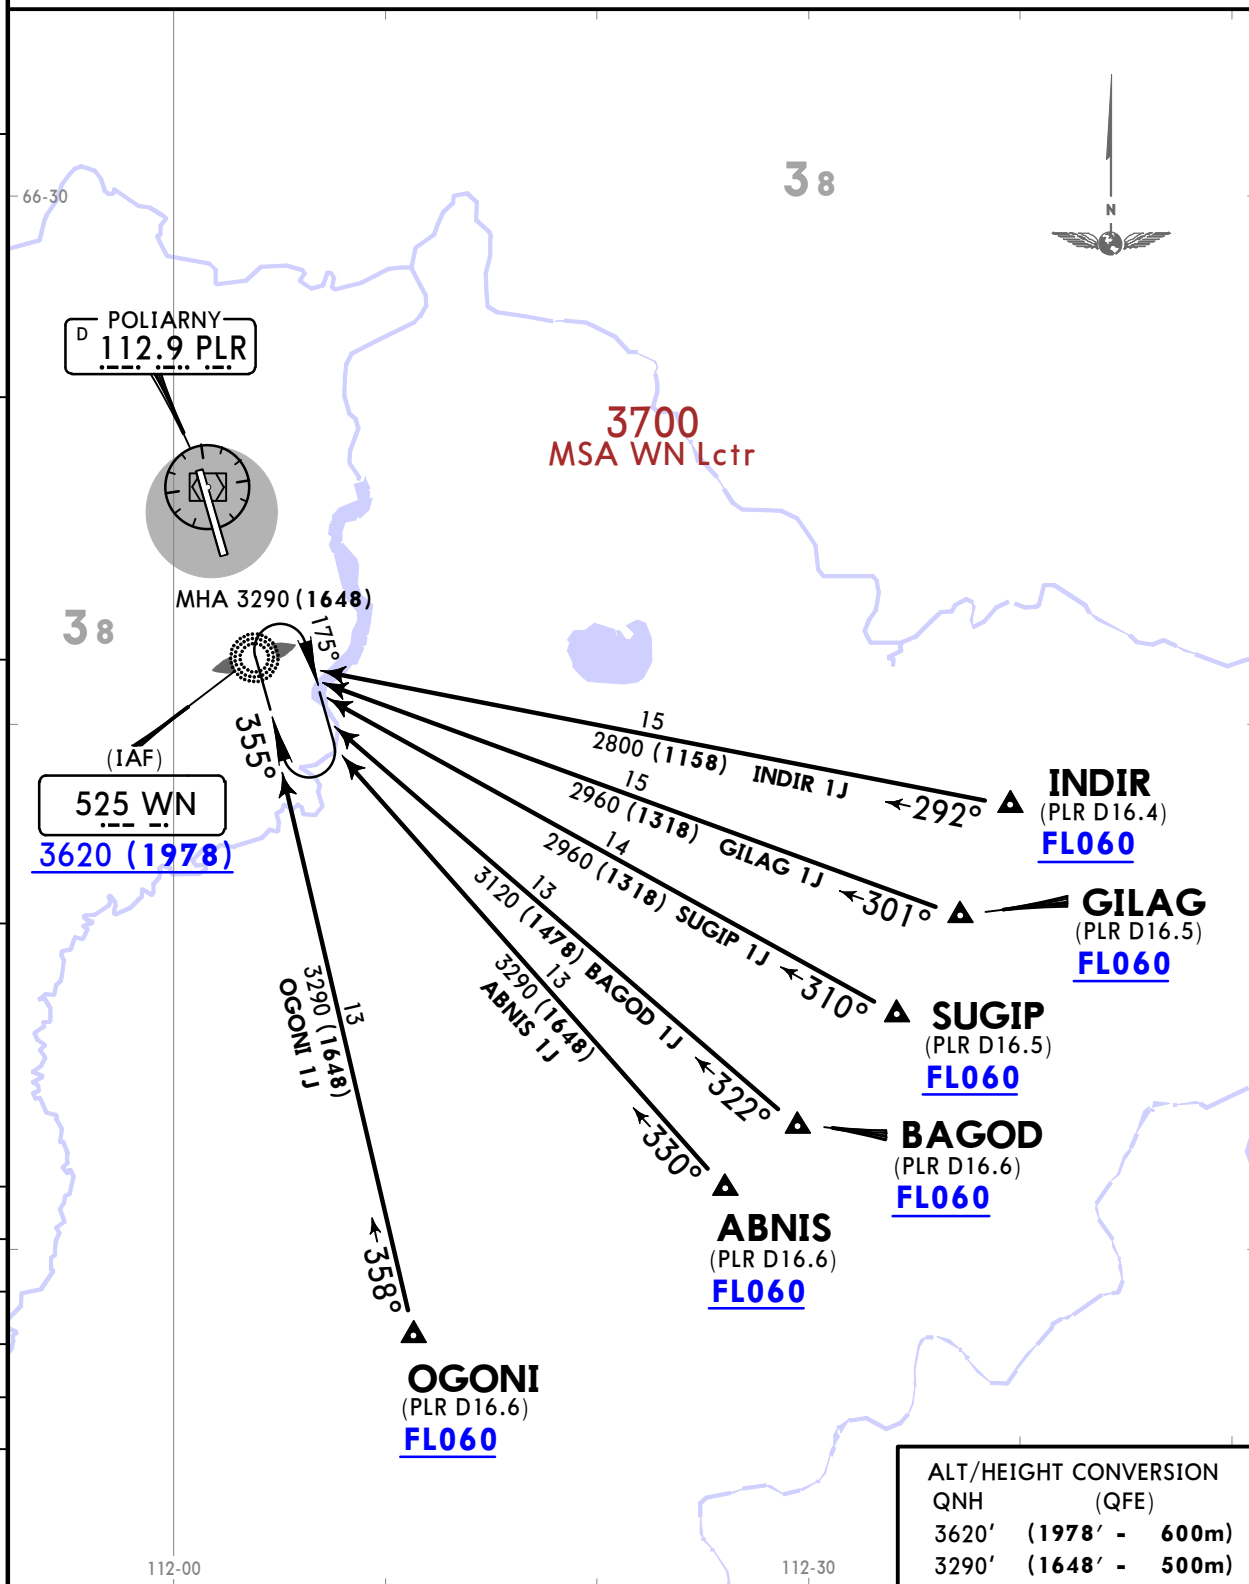 66-30
38
N
POLIARNY
D 112.9 PLR
3700
MSA WN Lctr
MHA 3290 (1648)
38
175°
355°
(IAF)
525 WN
3620 (1978)
15
2800 (1158) INDIR 1J
292°
INDIR
(PLR D16.4)
FL060
15
2960 (1318) GILAG 1J
301°
GILAG
(PLR D16.5)
FL060
14
2960 (1318) SUGIP 1J
310°
SUGIP
(PLR D16.5)
FL060
13
3120 (1478) BAGOD 1J
322°
BAGOD
(PLR D16.6)
FL060
13
3290 (1648)
ABNIS 1J
330°
ABNIS
(PLR D16.6)
FL060
13
3290 (1648)
OGONI 1J
358°
OGONI
(PLR D16.6)
FL060
ALT/HEIGHT CONVERSION
QNH (QFE)
3620' (1978' - 600m)
3290' (1648' - 500m)
112-00
112-30